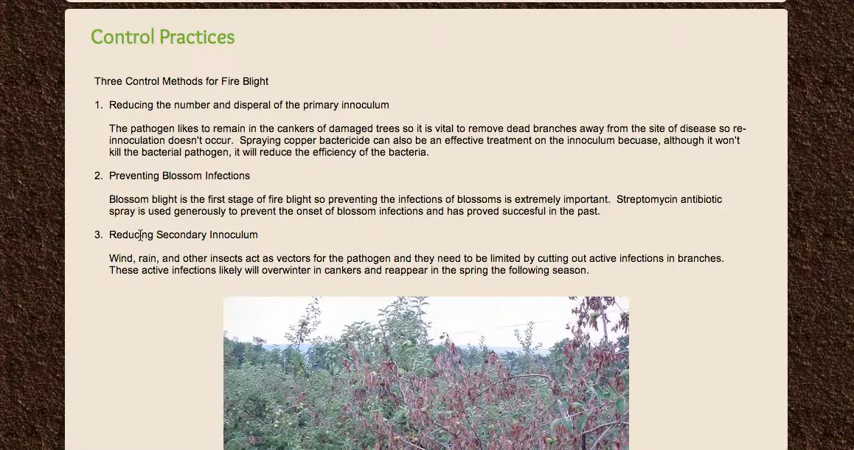 Control Practices
Three Control Methods for Fire Blight
1. Reducing the number and disperal of the primary innoculum
The pathogen likes to remain in the cankers of damaged trees so it is vital to remove dead branches away from the site of disease so re-
innoculation doesn't occur. Spraying copper bactericide can also be an effective treatment on the innoculum becuase, although it won't
kill the bacterial pathogen, it will reduce the efficiency of the bacteria.
2. Preventing Blossom Infections
Blossom blight is the first stage of fire blight so preventing the infections of blossoms is extremely important. Streptomycin antibiotic
spray is used generously to prevent the onset of blossom infections and has proved succesful in the past.
3. Reducing Secondary Innoculum
Wind, rain, and other insects act as vectors for the pathogen and they need to be limited by cutting out active infections in branches.
These active infections likely will overwinter in cankers and reappear in the spring the following season.